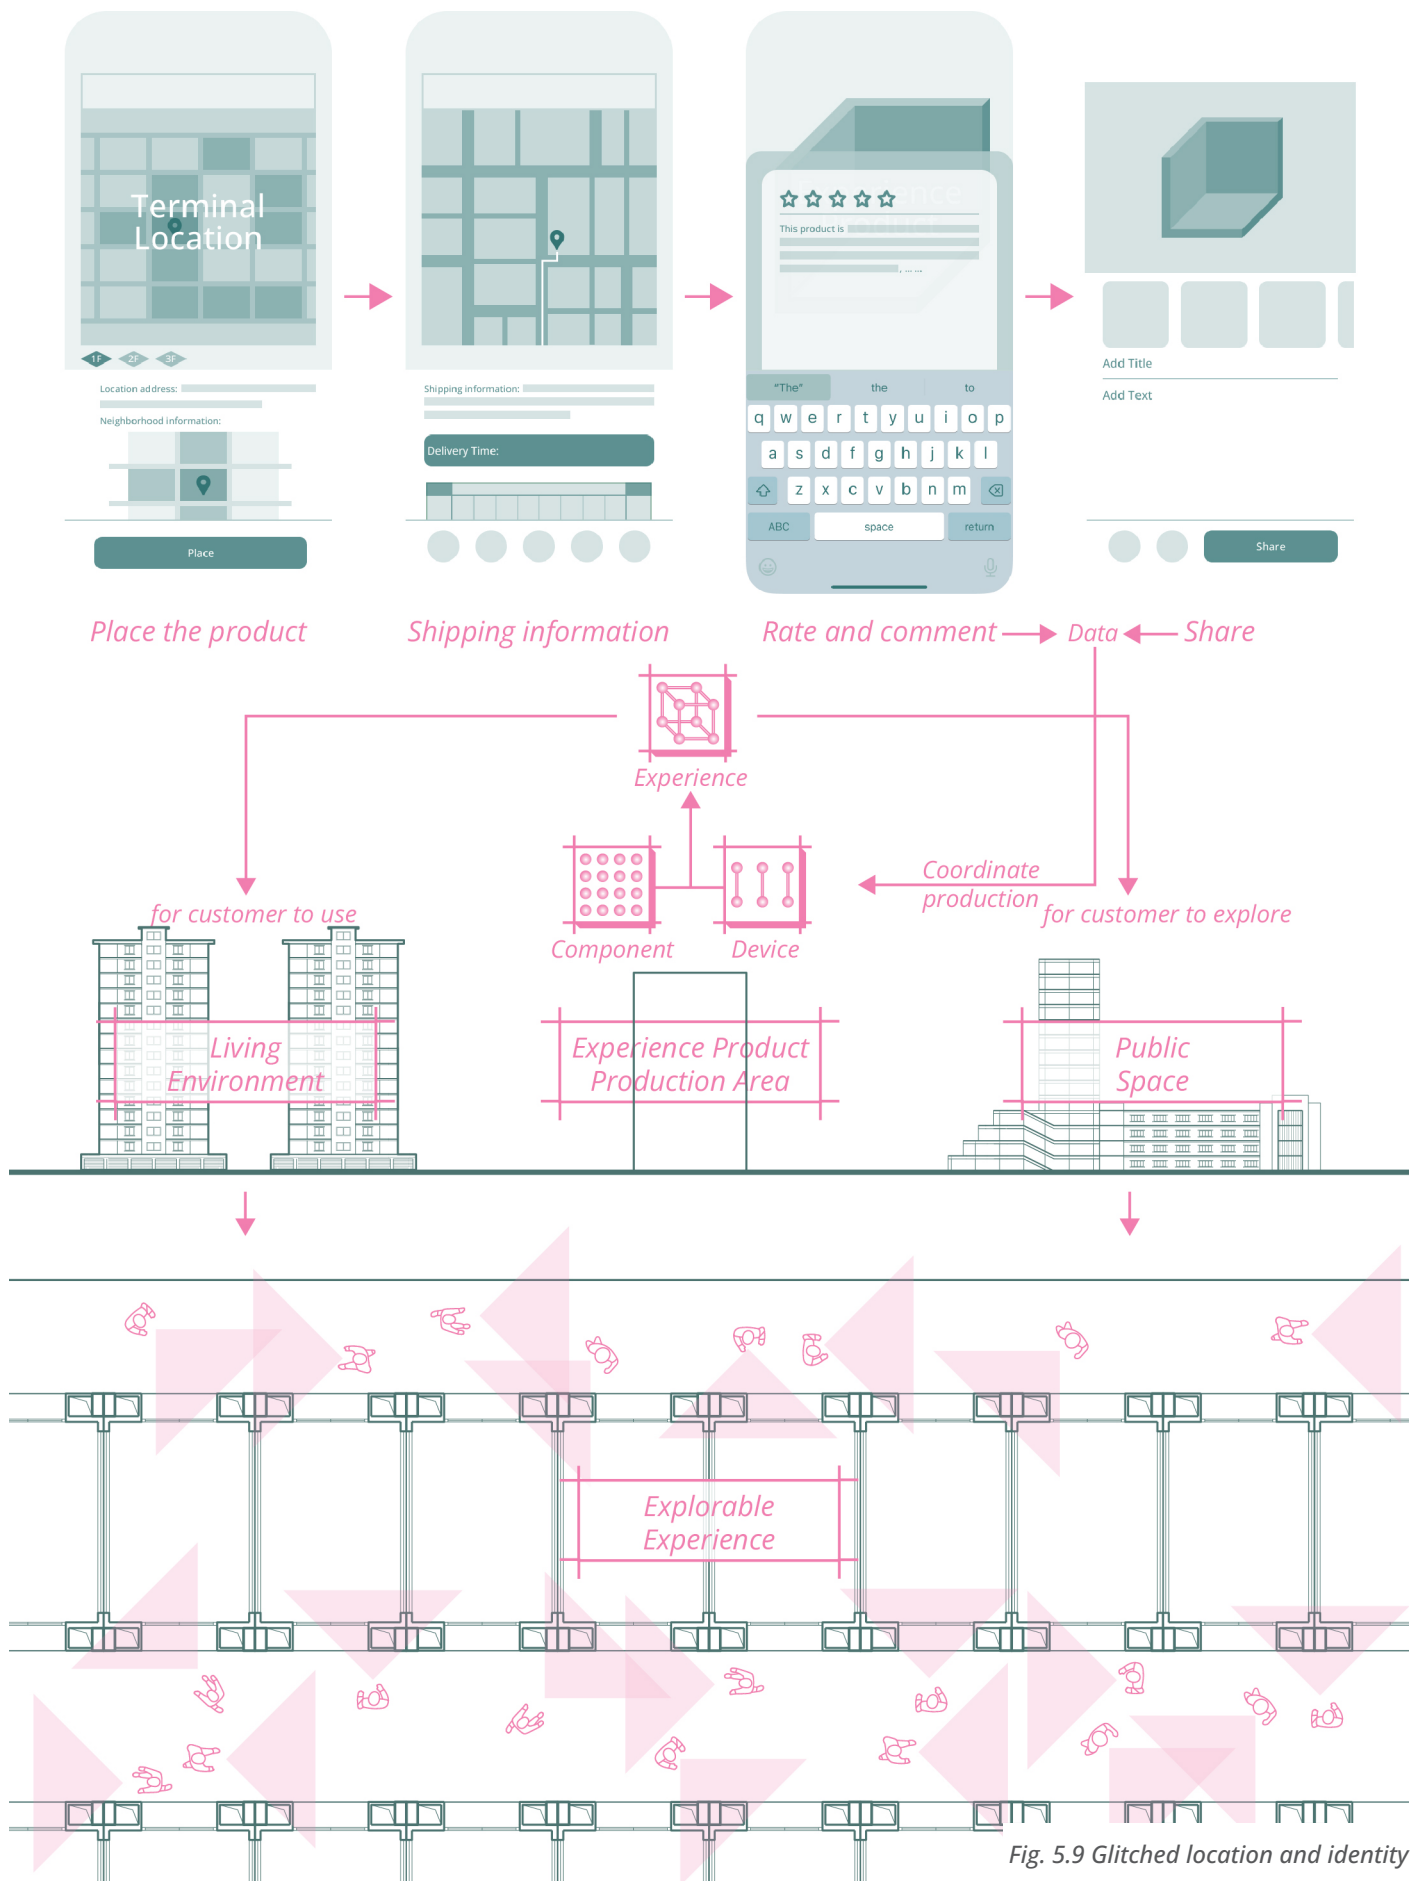 Terminal
Location
1F 2F 3F
Location address:
Neighborhood information:
Place
Shipping information:
Delivery Time:
This product is
, ... ...
"The" the to
q w e r t y u i o p
a s d f g h j k l
z x c v b n m
ABC space return
Add Title
Add Text
Share
Place the product
Shipping information
Rate and comment
Data
Share
Experience
Component
Device
Coordinate
production
for customer to use
for customer to explore
Living
Environment
Experience Product
Production Area
Public
Space
Explorable
Experience
Fig. 5.9 Glitched location and identity